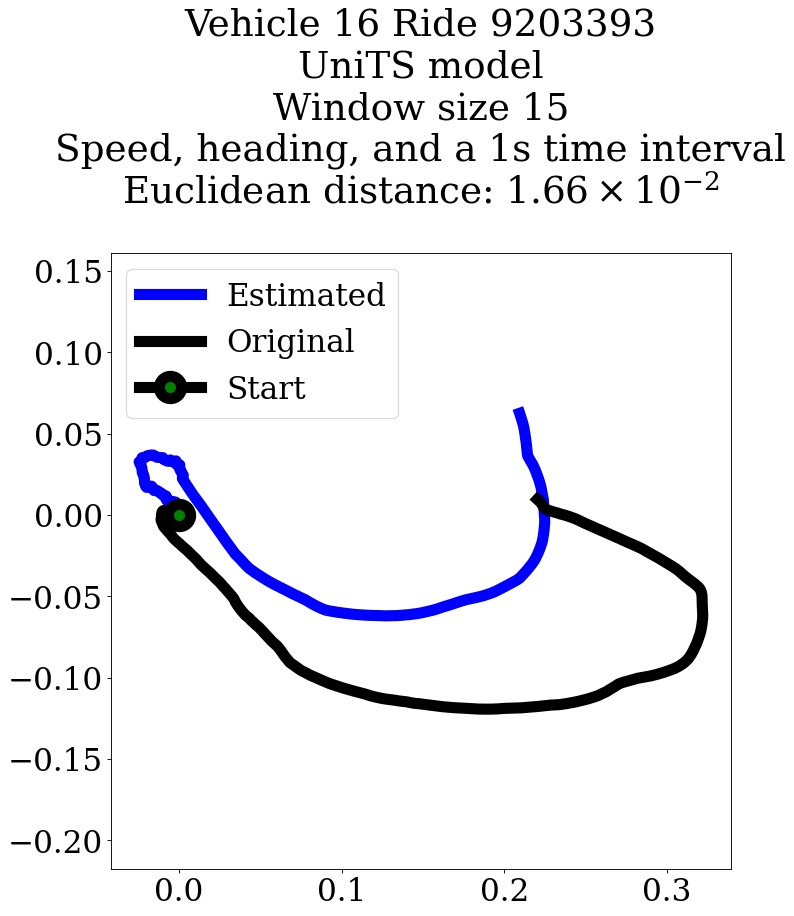 Vehicle 16 Ride 9203393
UniTS model
Window size 15
Speed, heading, and a 1s time interval
Euclidean distance: 1.66 × 10⁻²
Estimated
Original
Start
0.15
0.10
0.05
0.00
−0.05
−0.10
−0.15
−0.20
0.0 0.1 0.2 0.3